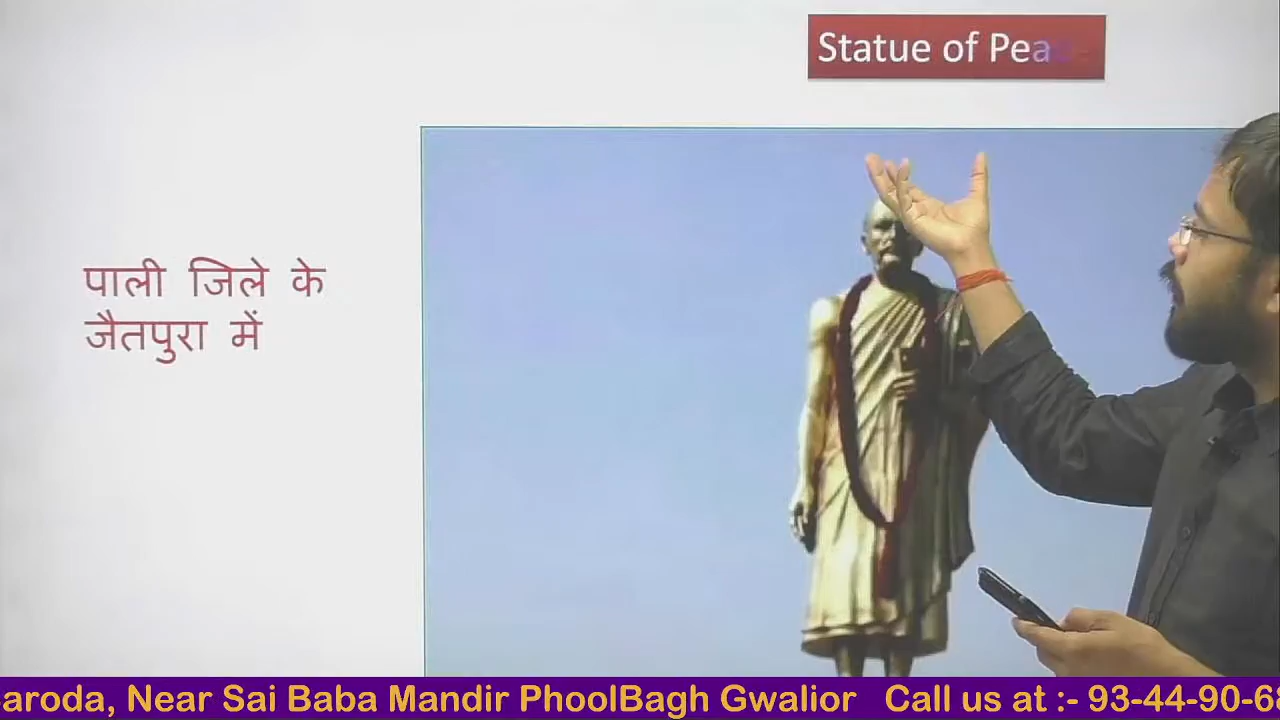 Statue of Pea
पाली जिले के
जैतपुरा में
aroda, Near Sai Baba Mandir PhoolBagh Gwalior Call us at :- 93-44-90-6